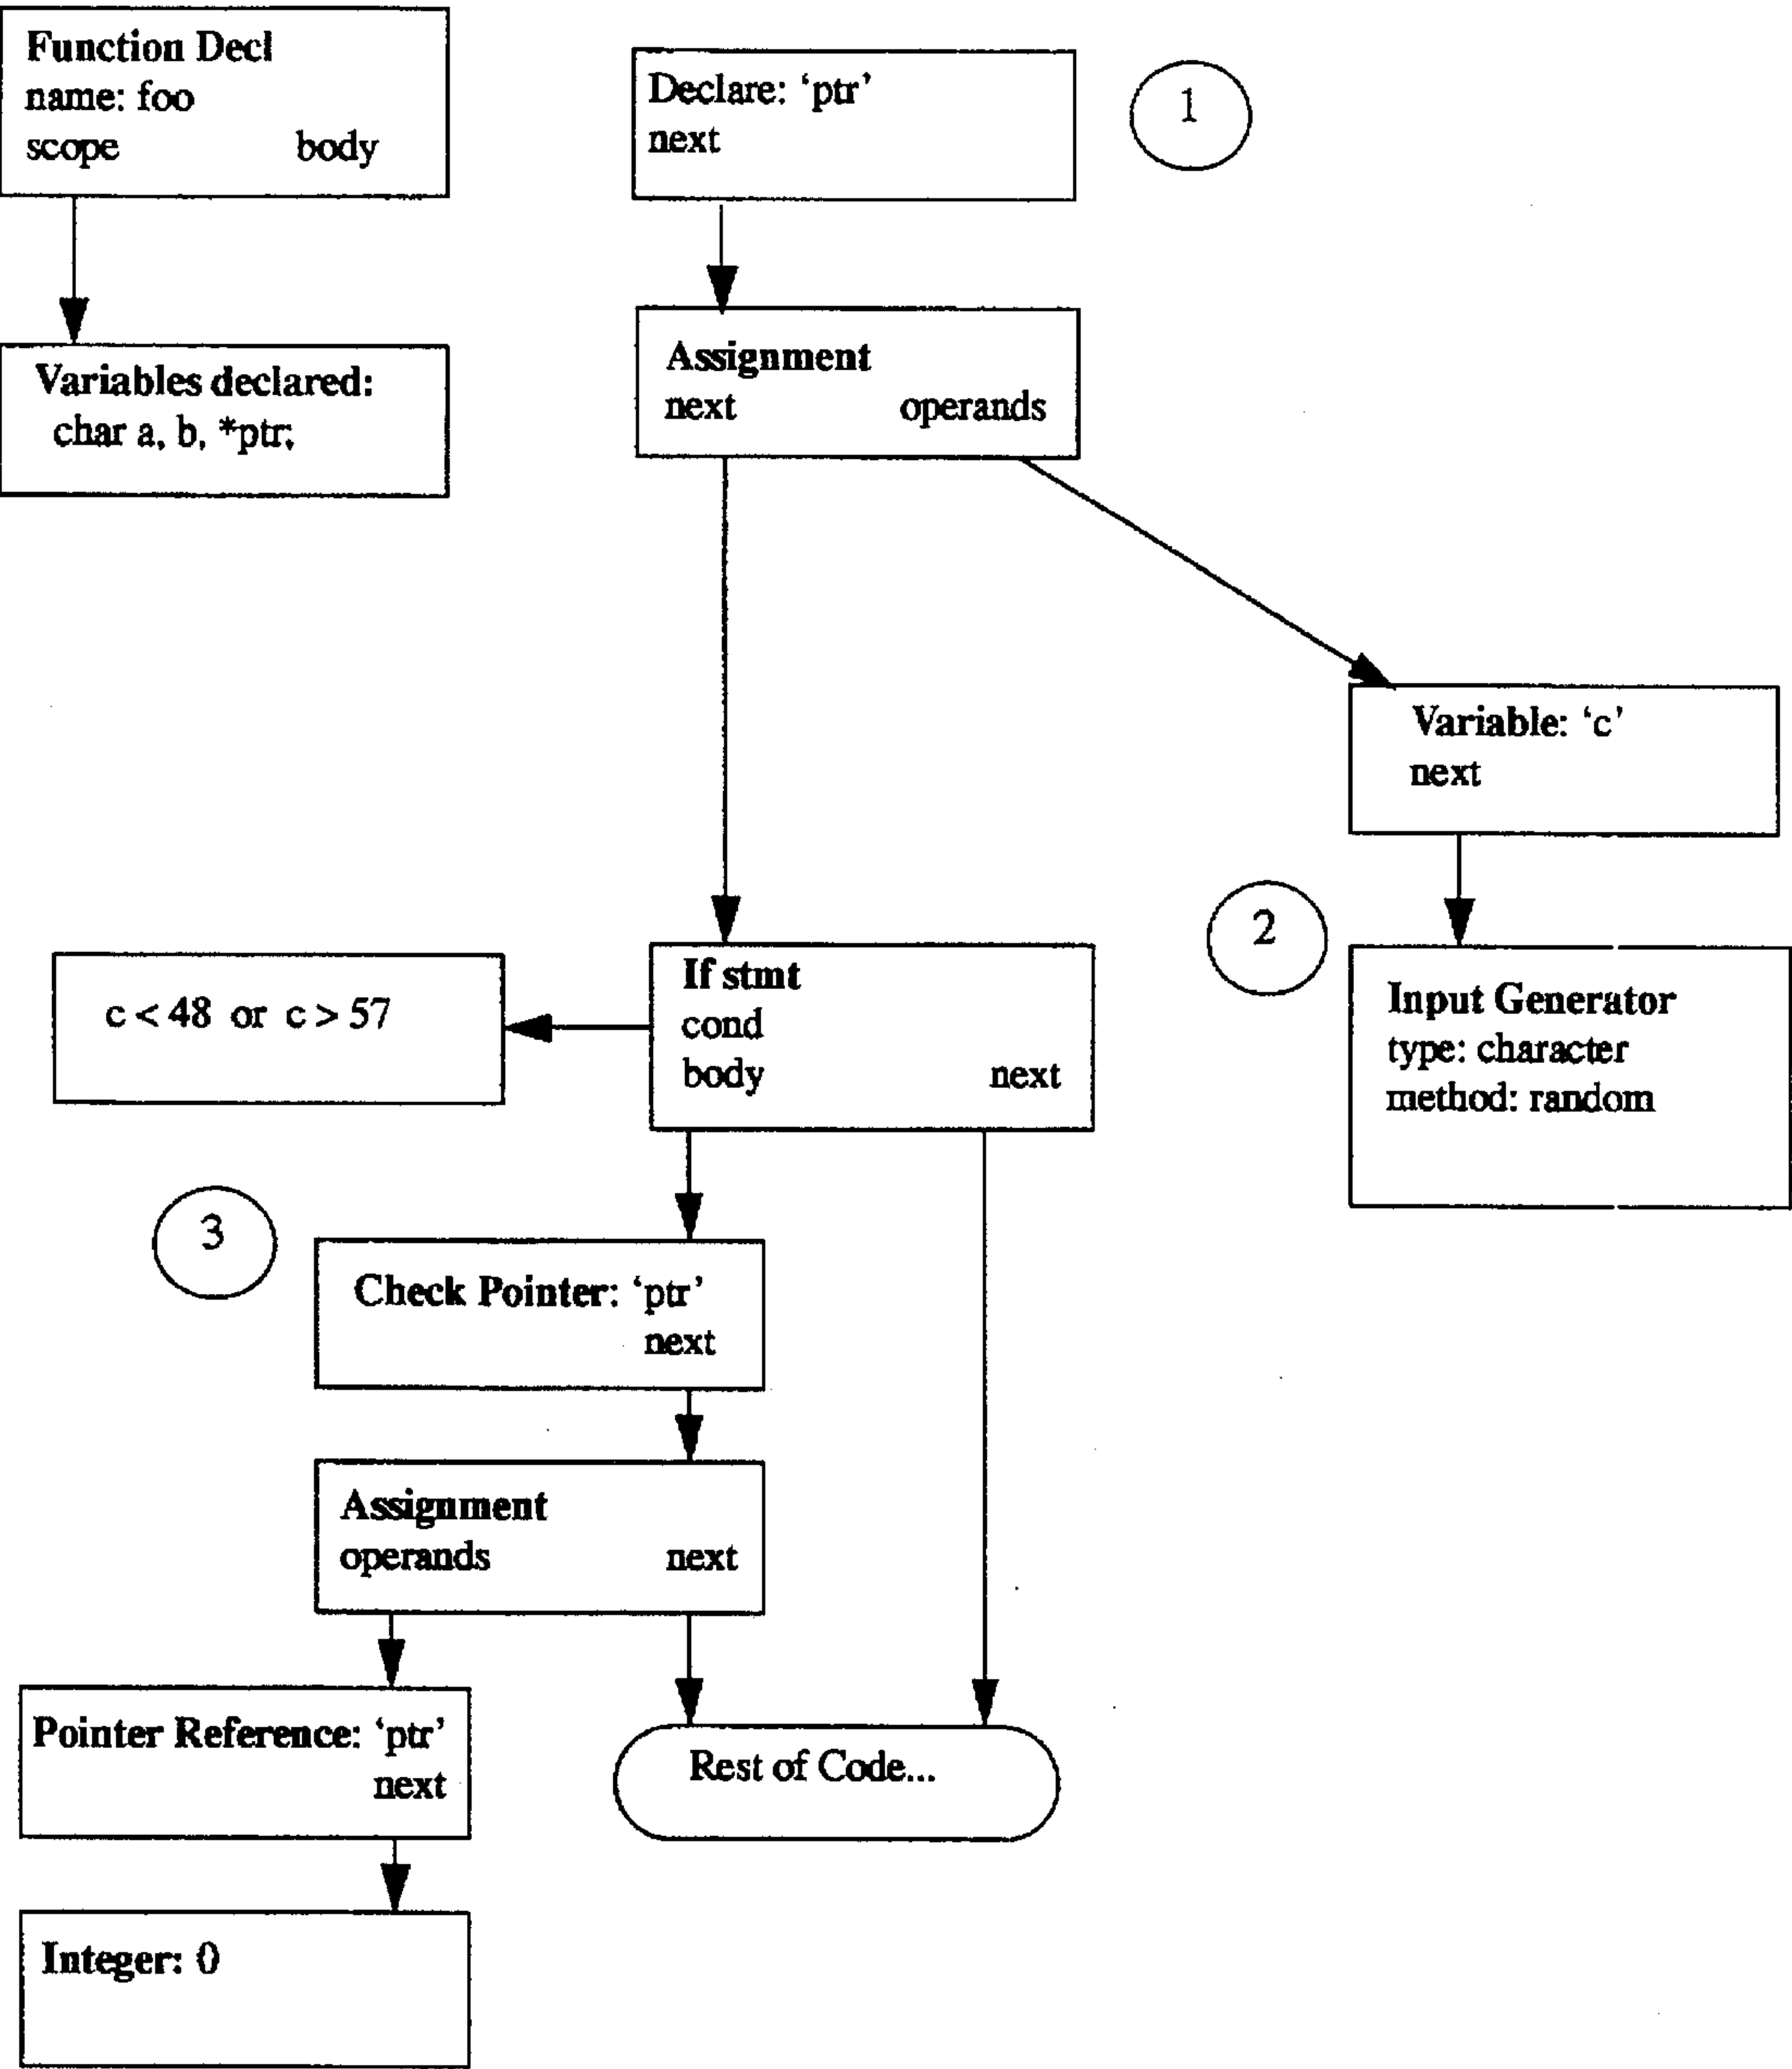 Function Decl
name: foo
scope body
Declare: ‘ptr’
next
1
Variables declared:
char a, b, *ptr;
Assignment
next operands
Variable: ‘c’
next
2
Input Generator
type: character
method: random
If stmt
cond
body next
c < 48 or c > 57
3
Check Pointer: ‘ptr’
next
Assignment
operands next
Pointer Reference: ‘ptr’
next
Rest of Code...
Integer: 0